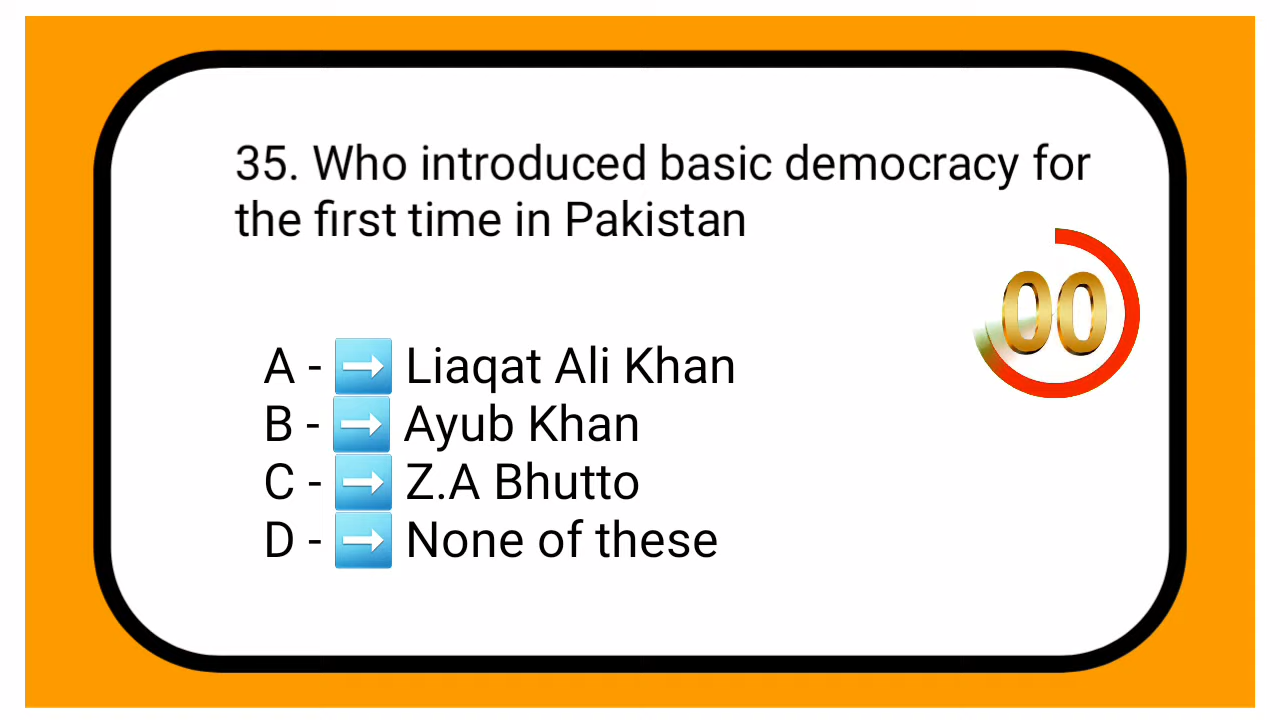 35. Who introduced basic democracy for
the first time in Pakistan
00
A - ➡️ Liaqat Ali Khan
B - ➡️ Ayub Khan
C - ➡️ Z.A Bhutto
D - ➡️ None of these